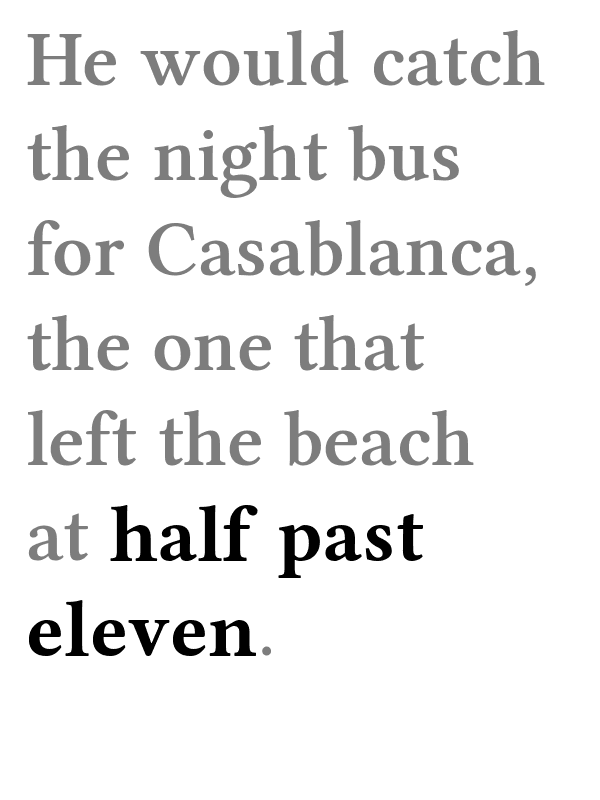 He would catch
the night bus
for Casablanca,
the one that
left the beach
at half past
eleven.